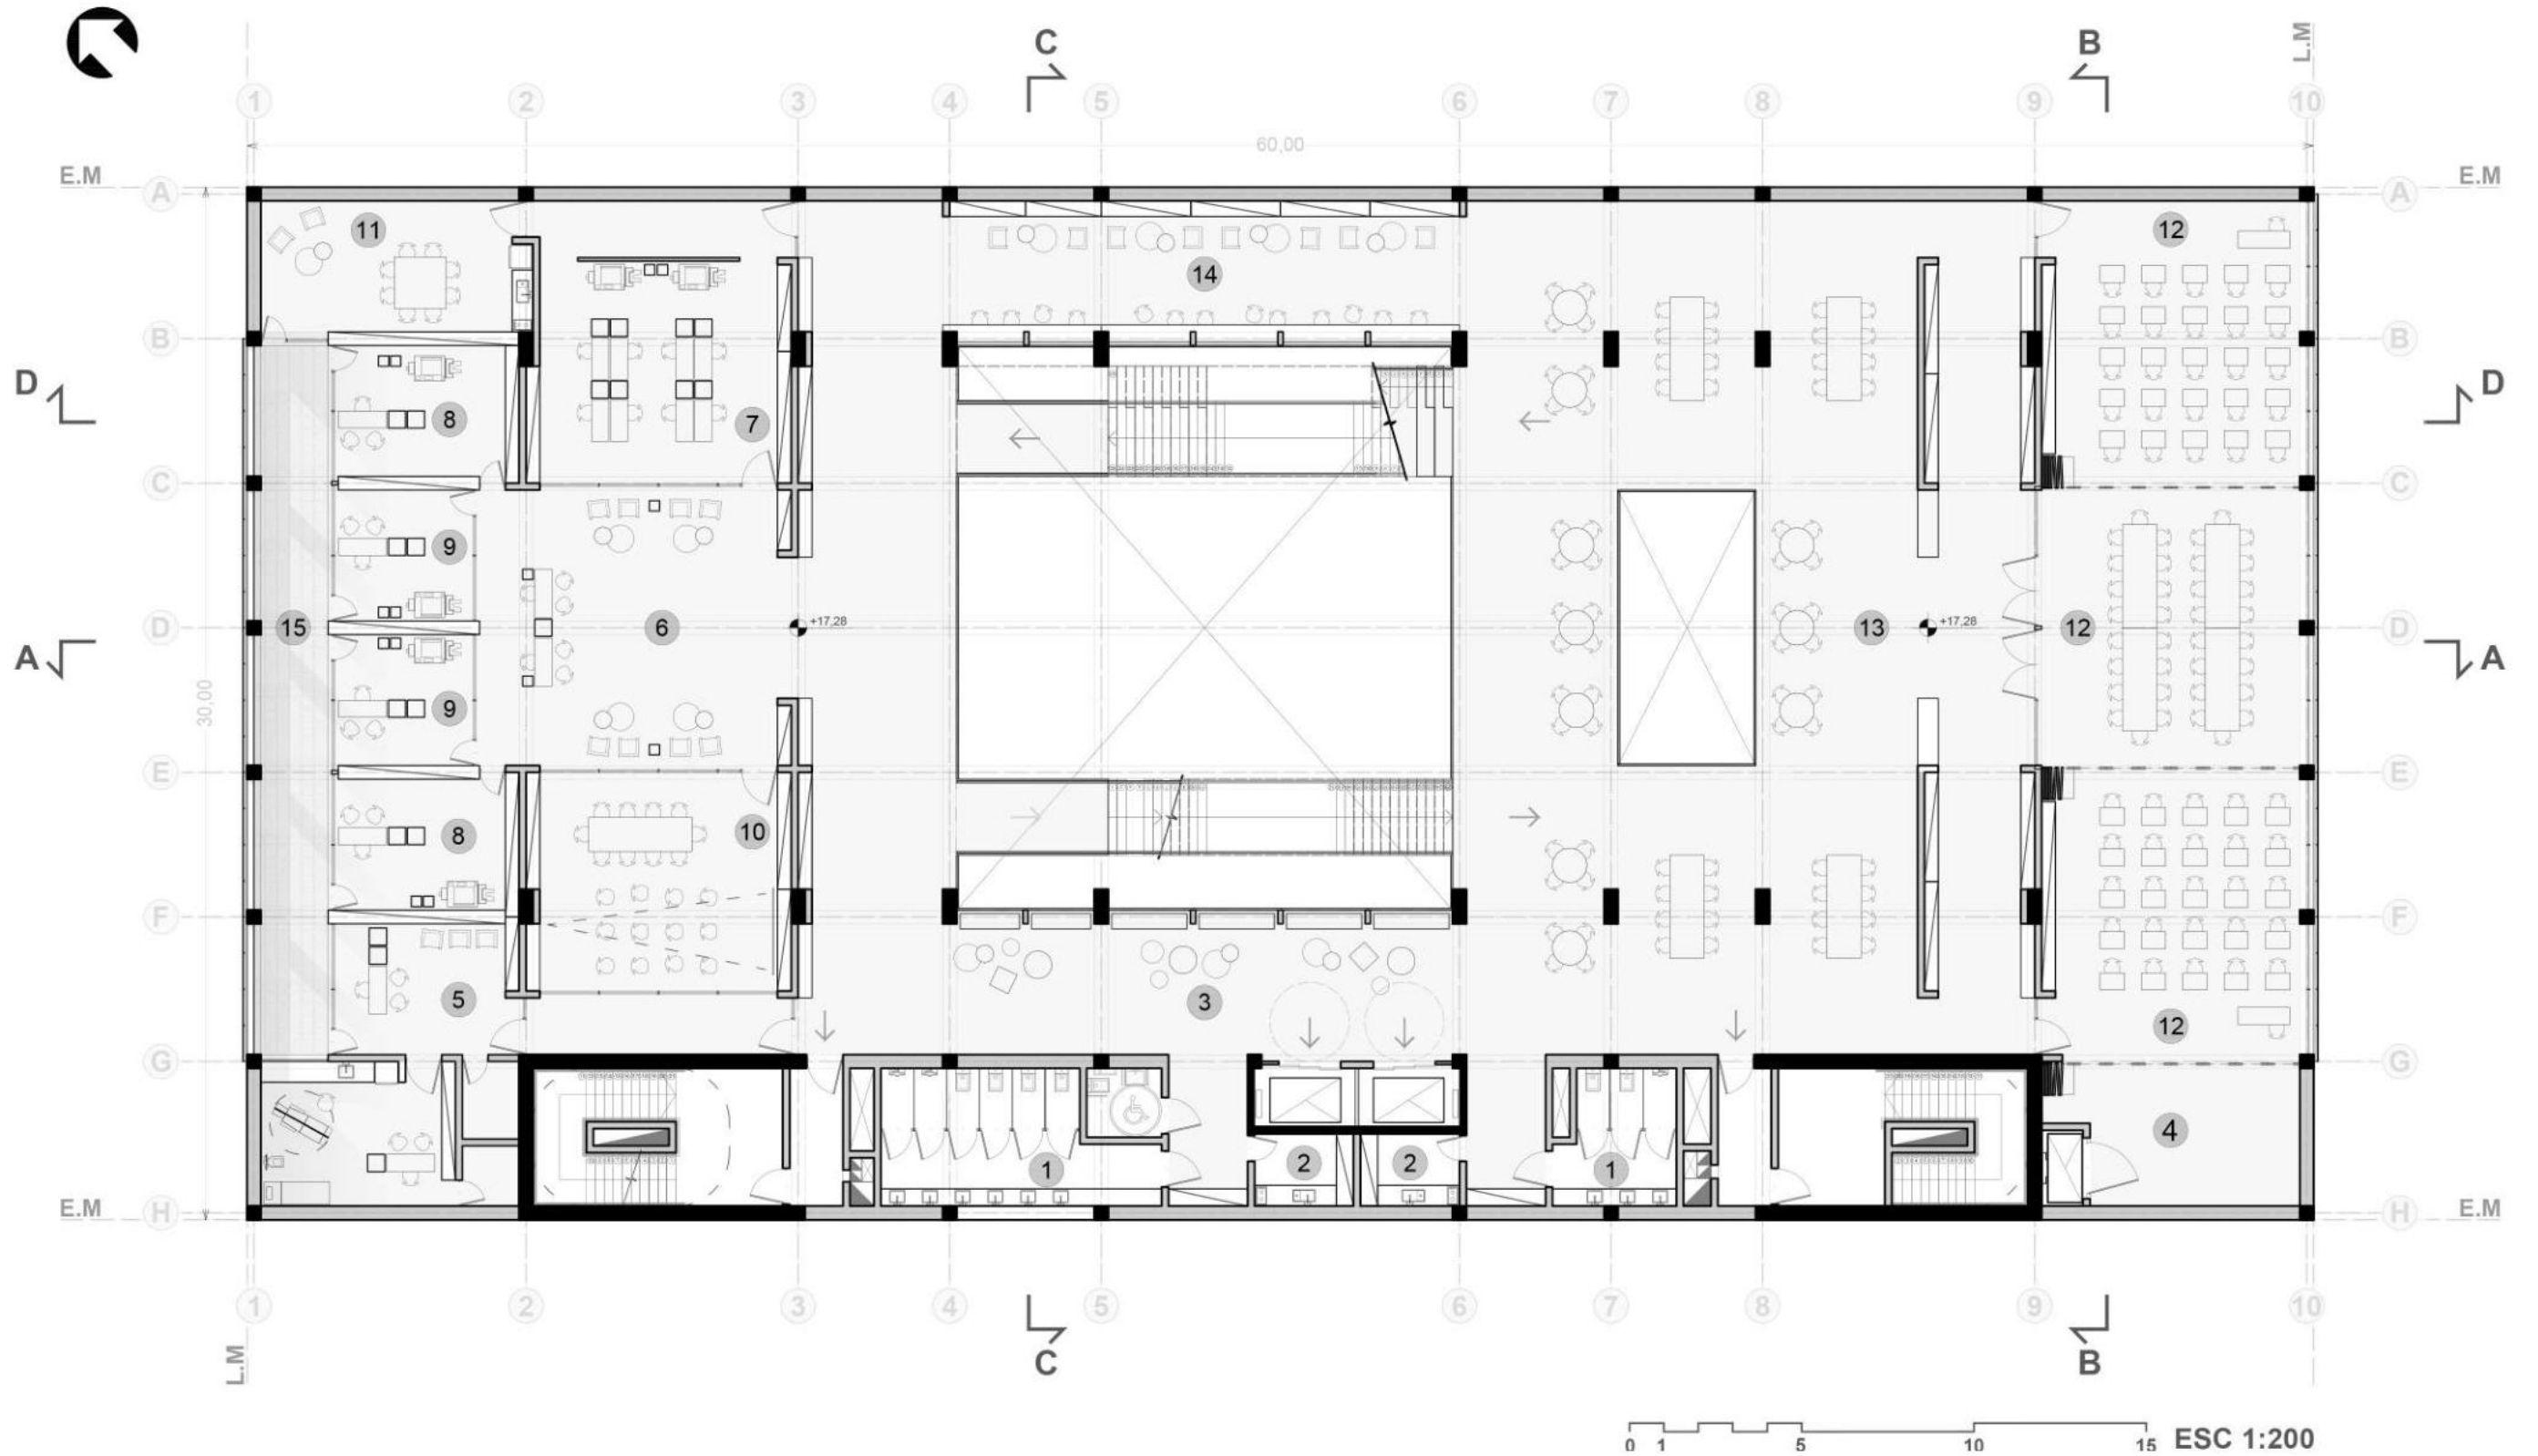 C B L.M
1 2 3 4 5 6 7 8 9 10
60,00
E.M E.M
A A
11 12
14
B B
D D
8 7
C C
9
15 6 +17,28 13 +17,28 12
D D
A A
9
30,00
E E
8 10
F F
5 3
12
G G
4
1 2 2 1
E.M E.M
H H
1 2 3 4 5 6 7 8 9 10
L.M C B
0 1 5 10 15 ESC 1:200